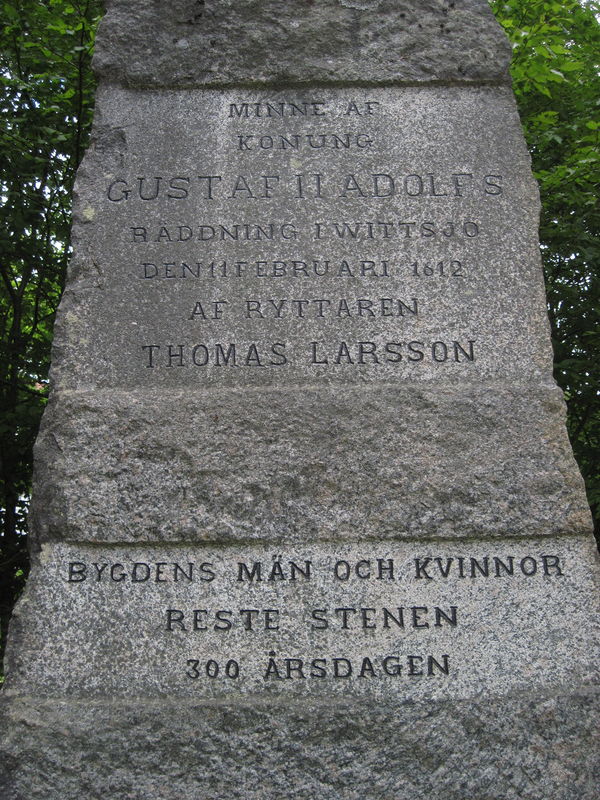 MINNE AF
KONUNG
GUSTAF II ADOLFS
RÄDDNING I WITTSJÖ
DEN 11 FEBRUARI 1612
AF RYTTAREN
THOMAS LARSSON
BYGDENS MÄN OCH KVINNOR
RESTE STENEN
300 ÅRSDAGEN